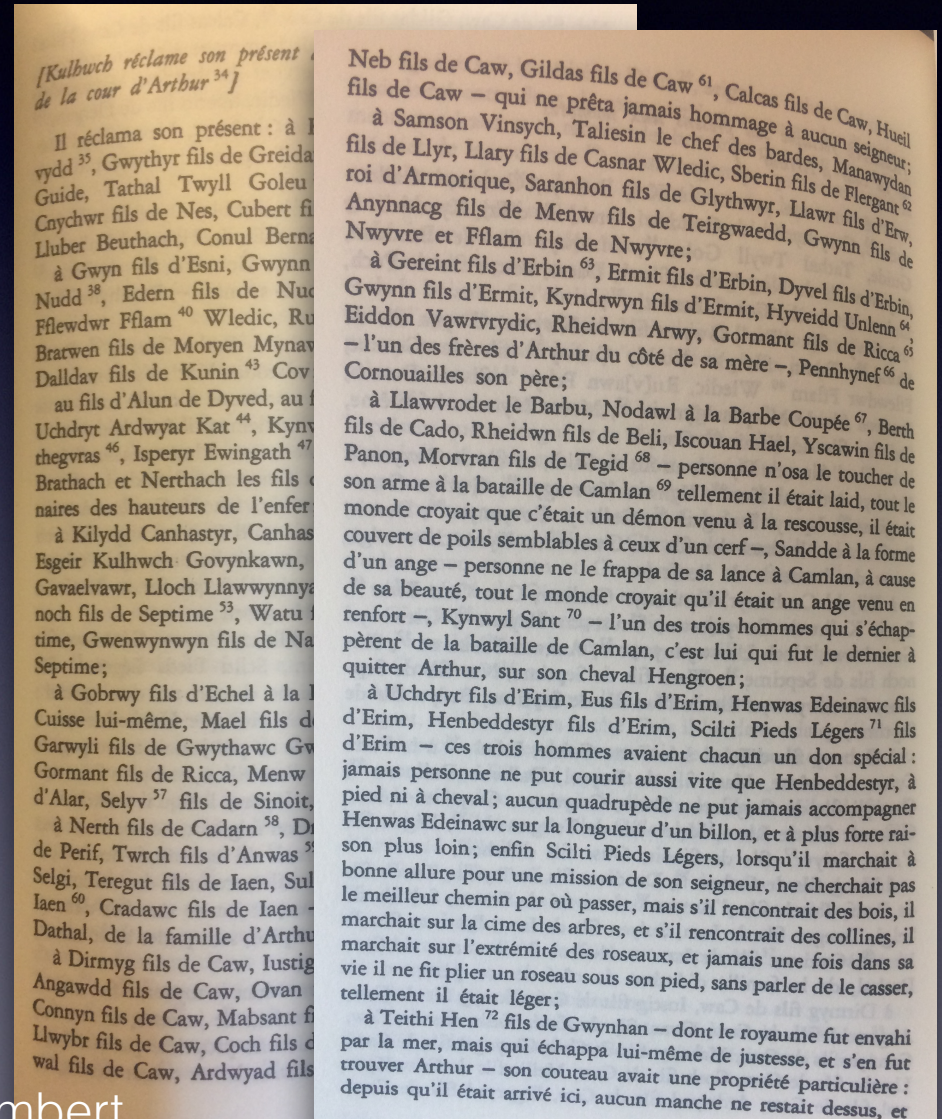 [Kulhwch réclame son présent
de la cour d'Arthur 34]
Il réclama son présent : à
vydd 35, Gwythyr fils de Greida
Guide, Tathal Twyll Goleu
Cnychwr fils de Nes, Cubert fi
Lluber Beuthach, Conul Berna
à Gwyn fils d'Esni, Gwynn
Nudd 38, Edern fils de Nud
Fflewdwr Fflam 40 Wledic, Ru
Bratwen fils de Moryen Mynav
Dalldav fils de Kunin 43 Cov
au fils d'Alun de Dyved, au f
Uchdryt Ardwyat Kat 44, Kynv
thegvras 46, Isperyr Ewingath 47
Brathach et Nerthach les fils
naires des hauteurs de l'enfer
à Kilydd Canhastyr, Canhas
Esgeir Kulhwch Govynkawn,
Gavaelvawr, Lloch Llawwynnya
noch fils de Septime 53, Watu f
time, Gwenwynwyn fils de Na
Septime;
à Gobrwy fils d'Echel à la
Cuisse lui-même, Mael fils d
Garwyli fils de Gwythawc Gw
Gormant fils de Ricca, Menw
d'Alar, Selyv 57 fils de Sinoit,
à Nerth fils de Cadarn 58, D
de Perif, Twrch fils d'Anwas
Selgi, Teregut fils de Iaen, Sul
Iaen 60, Cradawc fils de Iaen -
Dathal, de la famille d'Arthu
à Dirmyg fils de Caw, Iustig
Angawdd fils de Caw, Ovan
Connyn fils de Caw, Mabsant fi
Llwybr fils de Caw, Coch fils d
wal fils de Caw, Ardwyad fils
mbert
Neb fils de Caw, Gildas fils de Caw 61, Calcas fils de Caw, Hueil
fils de Caw – qui ne prêta jamais hommage à aucun seigneur;
à Samson Vinsych, Taliesin le chef des bardes, Manawydan
fils de Llyr, Llary fils de Casnar Wledic, Sberin fils de Flergant 62
roi d'Armorique, Saranhon fils de Glythwyr, Llawr fils d'Erw,
Anynnacg fils de Menw fils de Teirgwaedd, Gwynn fils de
Nwyvre et Fflam fils de Nwyvre;
à Gereint fils d'Erbin 63, Ermit fils d'Erbin, Dyvel fils d'Erbin,
Gwynn fils d'Ermit, Kyndrwyn fils d'Ermit, Hyveidd Unlenn 64,
Eiddon Vawrvrydic, Rheidwn Arwy, Gormant fils de Ricca 65
– l'un des frères d'Arthur du côté de sa mère –, Pennhynef 66 de
Cornouailles son père;
à Llawvrodet le Barbu, Nodawl à la Barbe Coupée 67, Berth
fils de Cado, Rheidwn fils de Beli, Iscouan Hael, Yscawin fils de
Panon, Morvran fils de Tegid 68 – personne n'osa le toucher de
son arme à la bataille de Camlan 69 tellement il était laid, tout le
monde croyait que c'était un démon venu à la rescousse, il était
couvert de poils semblables à ceux d'un cerf –, Sandde à la forme
d'un ange – personne ne le frappa de sa lance à Camlan, à cause
de sa beauté, tout le monde croyait qu'il était un ange venu en
renfort –, Kynwyl Sant 70 – l'un des trois hommes qui s'échap-
pèrent de la bataille de Camlan, c'est lui qui fut le dernier à
quitter Arthur, sur son cheval Hengroen;
à Uchdryt fils d'Erim, Eus fils d'Erim, Henwas Edeinawc fils
d'Erim, Henbeddestyr fils d'Erim, Scilti Pieds Légers 71 fils
d'Erim – ces trois hommes avaient chacun un don spécial :
jamais personne ne put courir aussi vite que Henbeddestyr, à
pied ni à cheval; aucun quadrupède ne put jamais accompagner
Henwas Edeinawc sur la longueur d'un billon, et à plus forte rai-
son plus loin; enfin Scilti Pieds Légers, lorsqu'il marchait à
bonne allure pour une mission de son seigneur, ne cherchait pas
le meilleur chemin par où passer, mais s'il rencontrait des bois, il
marchait sur la cime des arbres, et s'il rencontrait des collines, il
marchait sur l'extrémité des roseaux, et jamais une fois dans sa
vie il ne fit plier un roseau sous son pied, sans parler de le casser,
tellement il était léger;
à Teithi Hen 72 fils de Gwynhan – dont le royaume fut envahi
par la mer, mais qui échappa lui-même de justesse, et s'en fut
trouver Arthur – son couteau avait une propriété particulière :
depuis qu'il était arrivé ici, aucun manche ne restait dessus, et